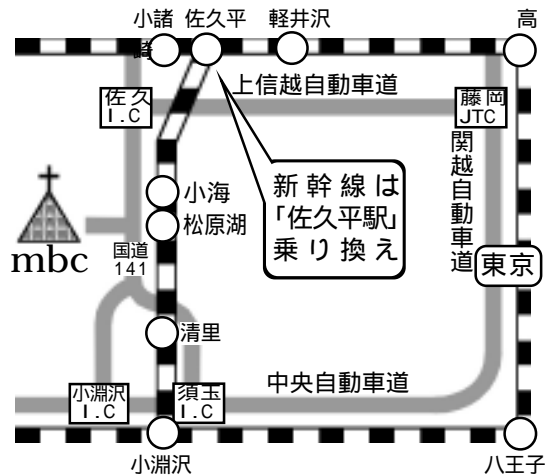 小諸
佐久平
軽井沢
高
崎
佐久
I.C
上信越自動車道
藤岡
JTC
関越自動車道
新幹線は
「佐久平駅」
乗り換え
小海
松原湖
mbc
国道
141
東京
清里
小淵沢
I.C
須玉
I.C
中央自動車道
小淵沢
八王子